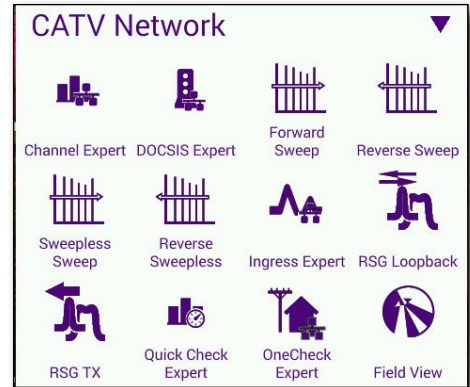 CATV Network
Channel Expert
DOCSIS Expert
Forward
Sweep
Reverse Sweep
Sweepless
Sweep
Reverse
Sweepless
Ingress Expert
RSG Loopback
RSG TX
Quick Check
Expert
OneCheck
Expert
Field View